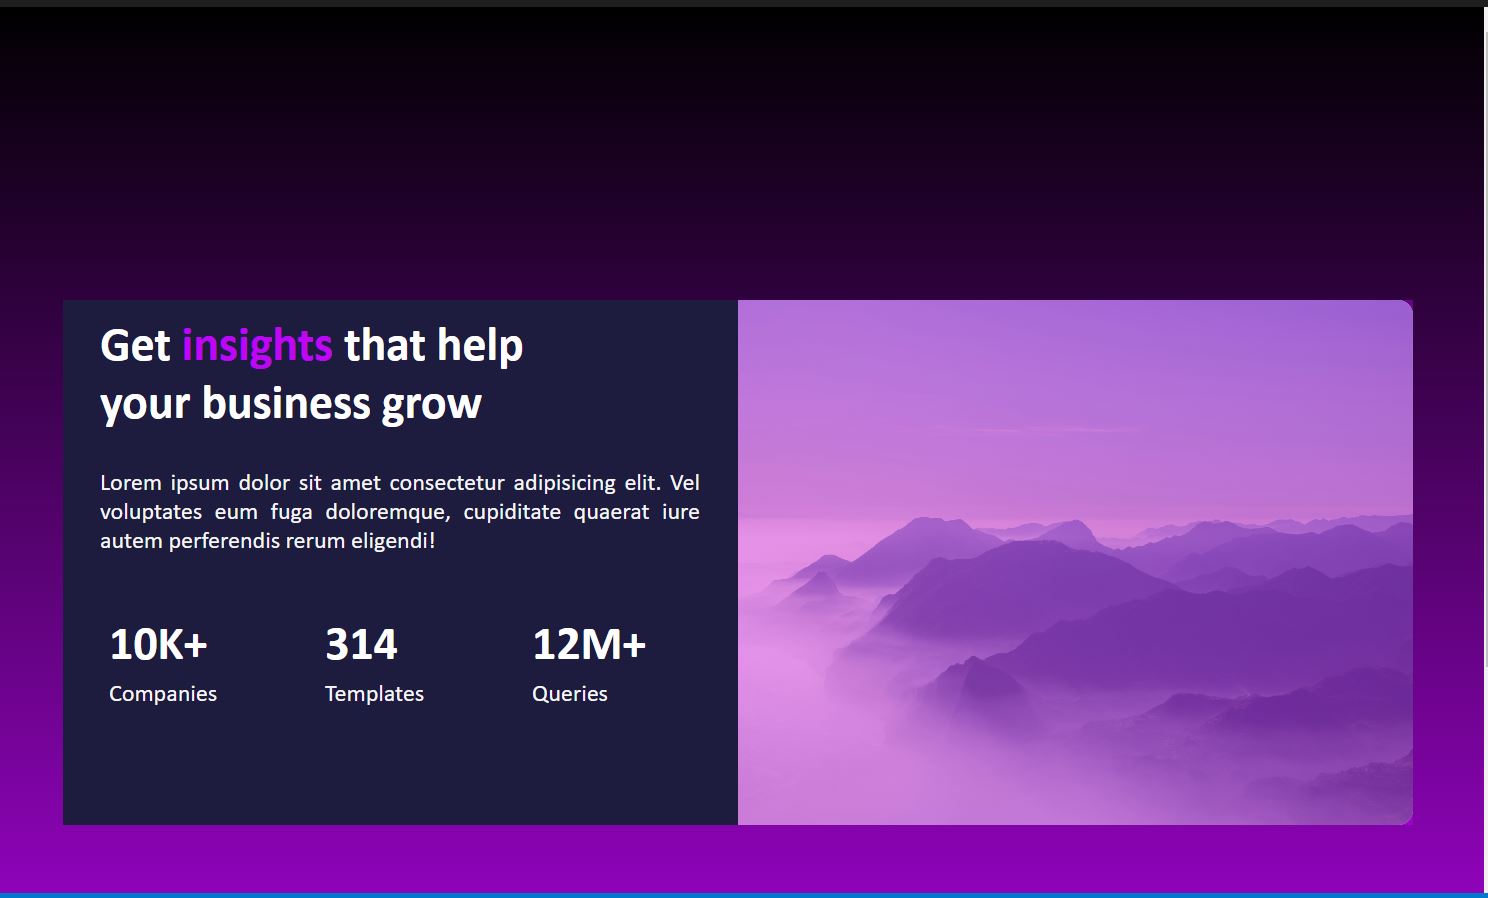 Get insights that help
your business grow
Lorem ipsum dolor sit amet consectetur adipisicing elit. Vel
voluptates eum fuga doloremque, cupiditate quaerat iure
autem perferendis rerum eligendi!
10K+ 314 12M+
Companies Templates Queries